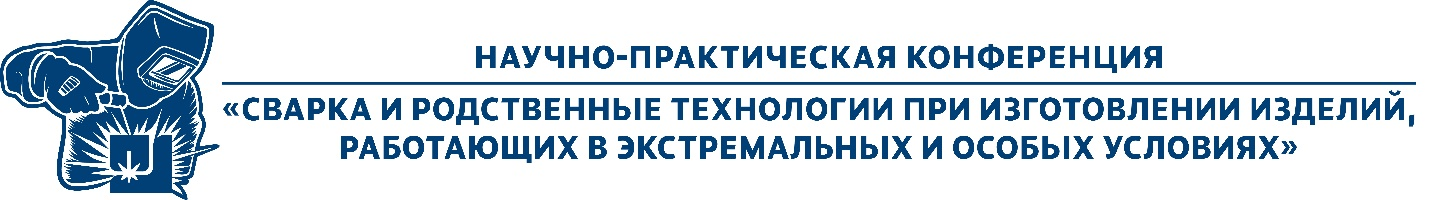 НАУЧНО-ПРАКТИЧЕСКАЯ КОНФЕРЕНЦИЯ
«СВАРКА И РОДСТВЕННЫЕ ТЕХНОЛОГИИ ПРИ ИЗГОТОВЛЕНИИ ИЗДЕЛИЙ,
РАБОТАЮЩИХ В ЭКСТРЕМАЛЬНЫХ И ОСОБЫХ УСЛОВИЯХ»